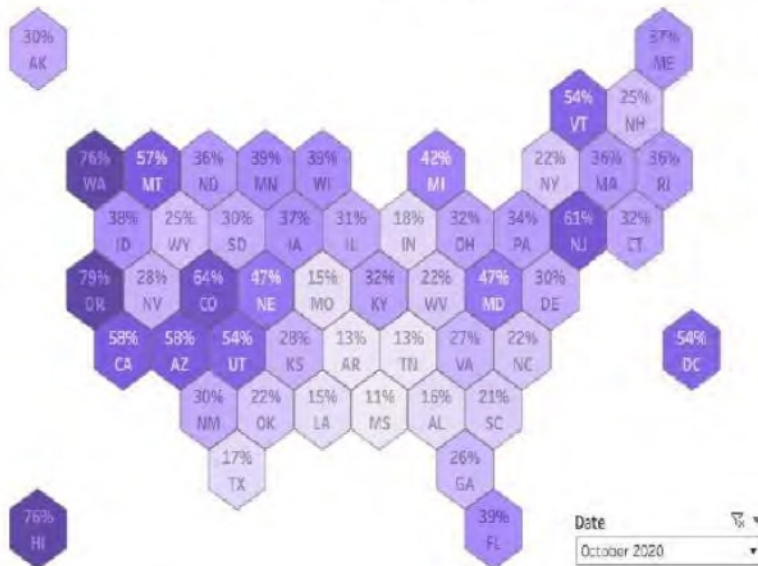 30%
AK
37%
ME
54%
VT
25%
NH
76%
WA
57%
MT
36%
ND
39%
MN
39%
WI
42%
MI
22%
NY
36%
MA
36%
RI
38%
ID
25%
WY
30%
SD
37%
IA
31%
IL
18%
IN
32%
OH
34%
PA
61%
NJ
32%
CT
79%
OR
28%
NV
64%
CO
47%
NE
15%
MO
32%
KY
22%
WV
47%
MD
30%
DE
58%
CA
58%
AZ
54%
UT
28%
KS
13%
AR
13%
TN
27%
VA
22%
NC
54%
DC
30%
NM
22%
OK
15%
LA
11%
MS
16%
AL
21%
SC
17%
TX
26%
GA
76%
HI
39%
FL
Date
October 2020